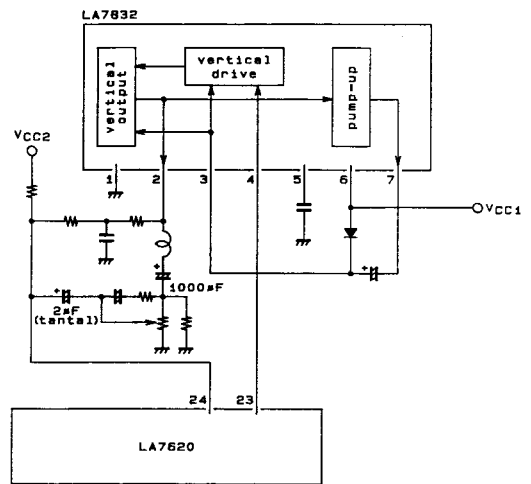 LA7832
vertical
drive
vertical
output
pump-up
VCC2
1
2
3
4
5
6
7
VCC1
+
+
1000μF
+
2μF
(tantal)
24
23
LA7620